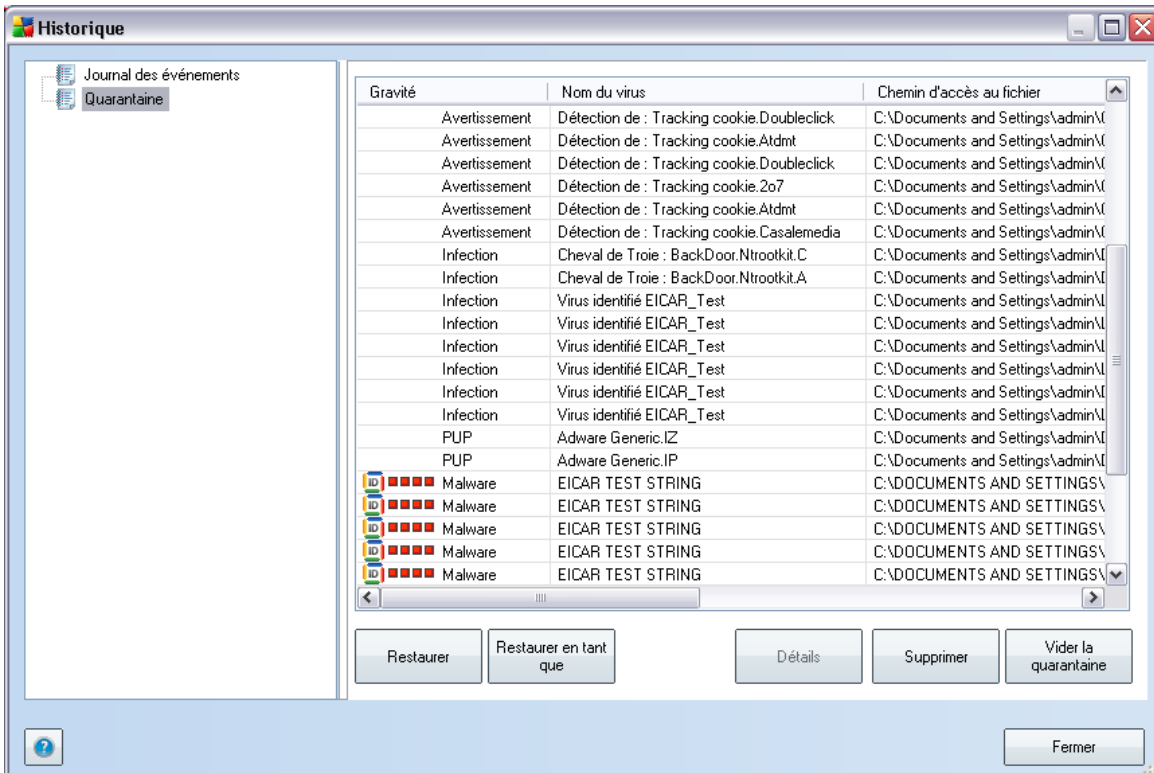 Historique
Journal des événements
Quarantaine
Gravité Nom du virus Chemin d'accès au fichier
Avertissement Détection de : Tracking cookie.Doubleclick C:\Documents and Settings\admin\
Avertissement Détection de : Tracking cookie.Atdmt C:\Documents and Settings\admin\
Avertissement Détection de : Tracking cookie.Doubleclick C:\Documents and Settings\admin\
Avertissement Détection de : Tracking cookie.2o7 C:\Documents and Settings\admin\
Avertissement Détection de : Tracking cookie.Atdmt C:\Documents and Settings\admin\
Avertissement Détection de : Tracking cookie.Casalemedia C:\Documents and Settings\admin\
Infection Cheval de Troie : BackDoor.Ntrootkit.C C:\Documents and Settings\admin\
Infection Cheval de Troie : BackDoor.Ntrootkit.A C:\Documents and Settings\admin\
Infection Virus identifié EICAR_Test C:\Documents and Settings\admin\
Infection Virus identifié EICAR_Test C:\Documents and Settings\admin\
Infection Virus identifié EICAR_Test C:\Documents and Settings\admin\
Infection Virus identifié EICAR_Test C:\Documents and Settings\admin\
Infection Virus identifié EICAR_Test C:\Documents and Settings\admin\
Infection Virus identifié EICAR_Test C:\Documents and Settings\admin\
PUP Adware Generic.IZ C:\Documents and Settings\admin\
PUP Adware Generic.IP C:\Documents and Settings\admin\
ID Malware EICAR TEST STRING C:\DOCUMENTS AND SETTINGS\
ID Malware EICAR TEST STRING C:\DOCUMENTS AND SETTINGS\
ID Malware EICAR TEST STRING C:\DOCUMENTS AND SETTINGS\
ID Malware EICAR TEST STRING C:\DOCUMENTS AND SETTINGS\
ID Malware EICAR TEST STRING C:\DOCUMENTS AND SETTINGS\
Restaurer
Restaurer en tant
que
Détails
Supprimer
Vider la
quarantaine
?
Fermer